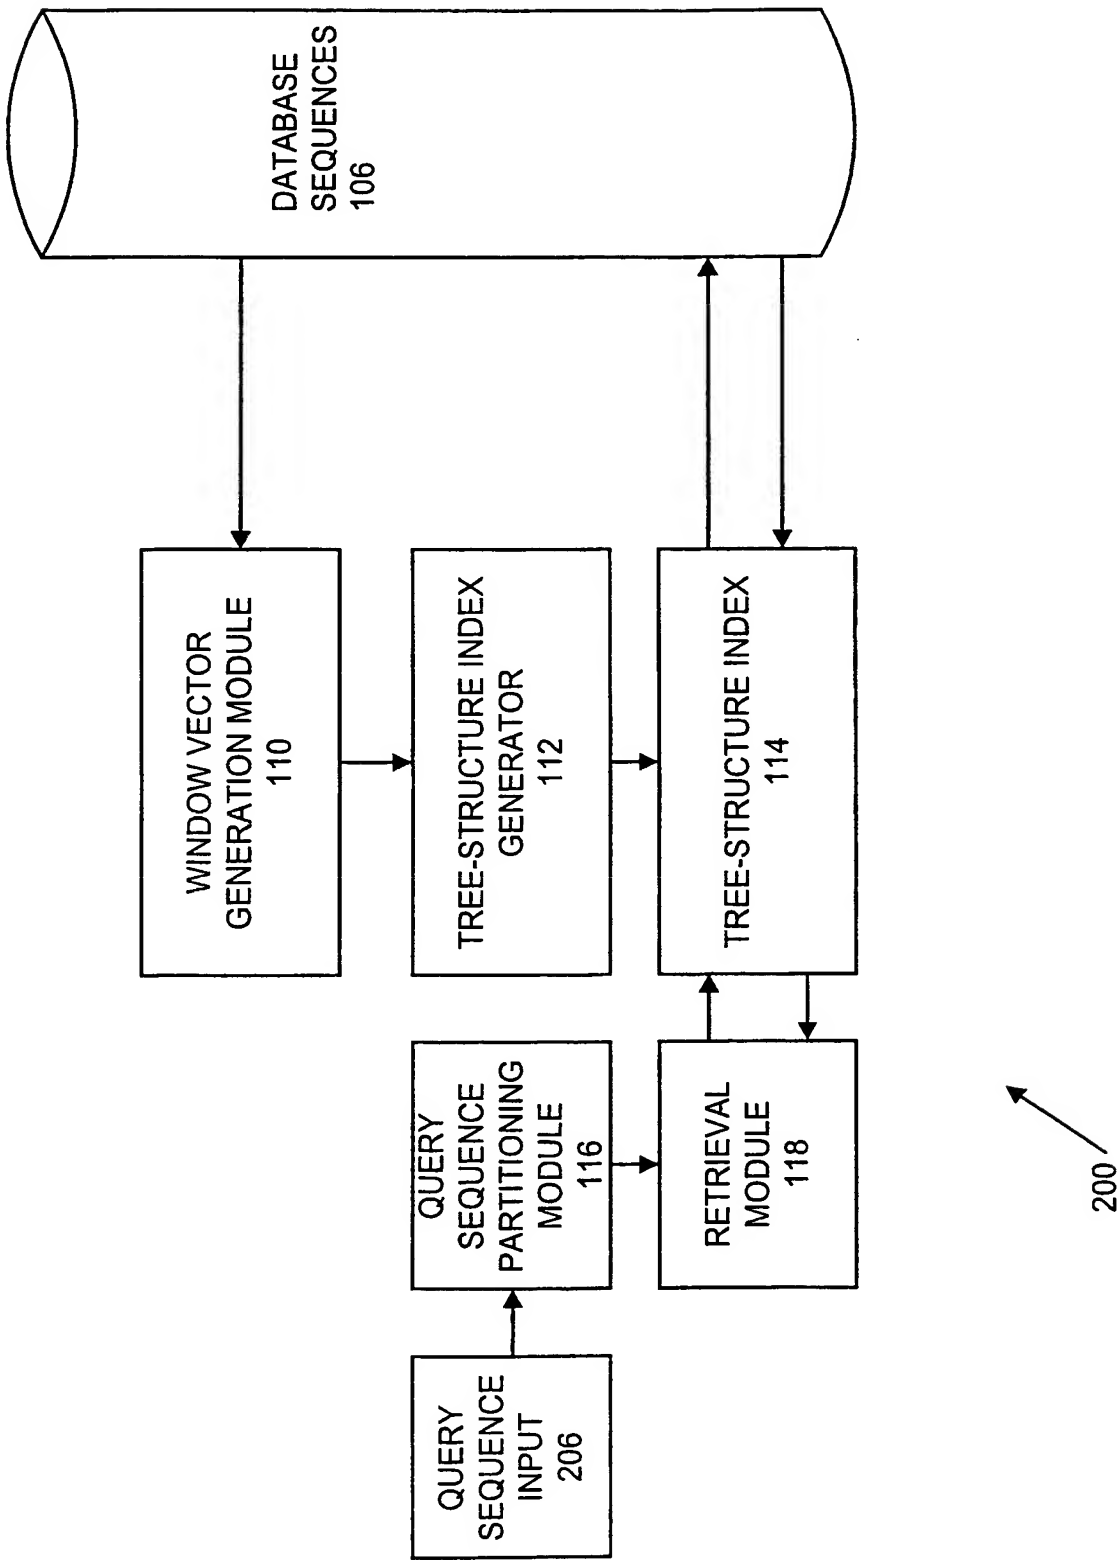 WINDOW VECTOR
GENERATION MODULE
110
DATABASE
SEQUENCES
106
QUERY
SEQUENCE
INPUT
206
QUERY
SEQUENCE
PARTITIONING
MODULE
116
TREE-STRUCTURE INDEX
GENERATOR
112
RETRIEVAL
MODULE
118
TREE-STRUCTURE INDEX
114
200